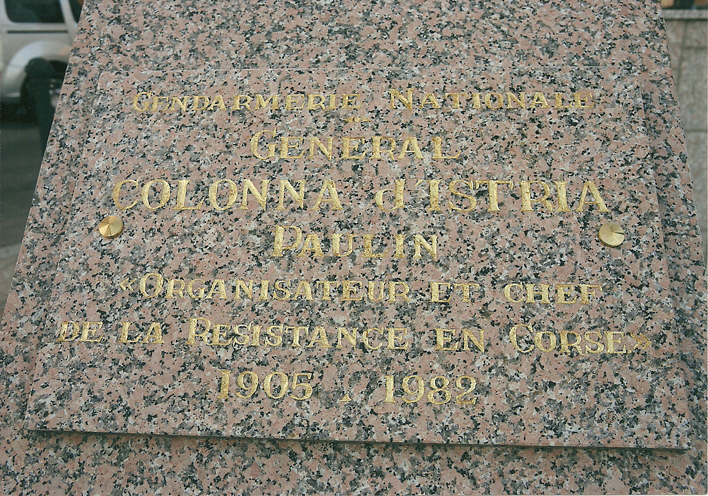 GENDARMERIE NATIONALE
GÉNÉRAL
COLONNA d'ISTRIA
PAULIN
«ORGANISATEUR ET CHEF
DE LA RESISTANCE EN CORSE»
1905 / 1982